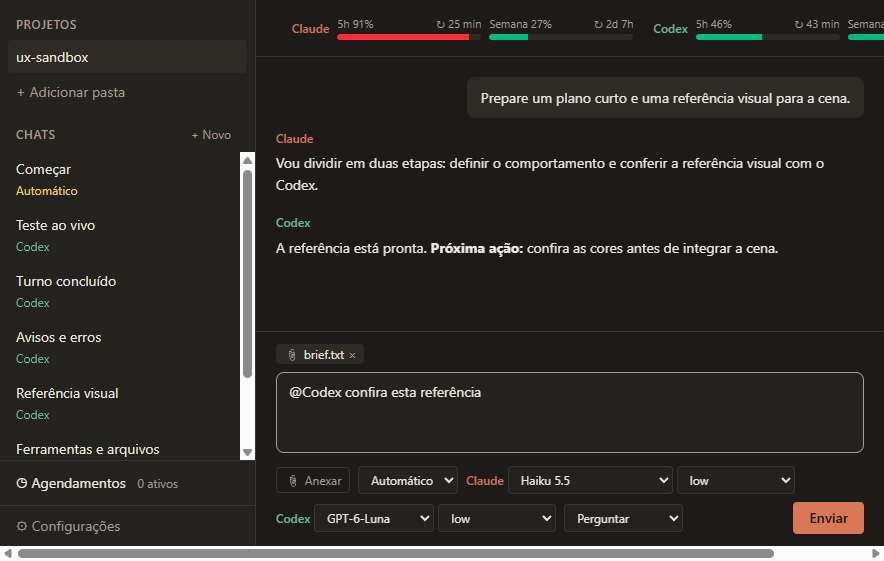 PROJETOS
ux-sandbox
+ Adicionar pasta
CHATS + Novo
Começar
Automático
Teste ao vivo
Codex
Turno concluído
Codex
Avisos e erros
Codex
Referência visual
Codex
Ferramentas e arquivos
Agendamentos 0 ativos
Configurações
Claude 5h 91% ↻ 25 min Semana 27% ↻ 2d 7h Codex 5h 46% ↻ 43 min Semana
Prepare um plano curto e uma referência visual para a cena.
Claude
Vou dividir em duas etapas: definir o comportamento e conferir a referência visual com o
Codex.
Codex
A referência está pronta. Próxima ação: confira as cores antes de integrar a cena.
brief.txt ×
@Codex confira esta referência
Anexar Automático Claude Haiku 5.5 low
Codex GPT-6-Luna low Perguntar Enviar